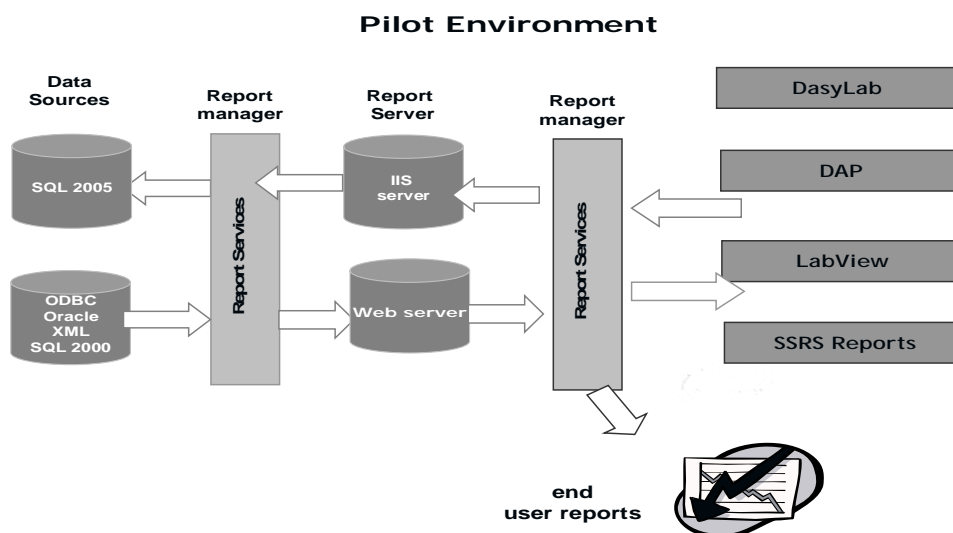 Pilot Environment
Data
Sources
Report
manager
Report
Server
Report
manager
DasyLab
SQL 2005
Report Services
IIS
server
Report Services
DAP
ODBC
Oracle
XML
SQL 2000
Web server
LabView
SSRS Reports
end
user reports